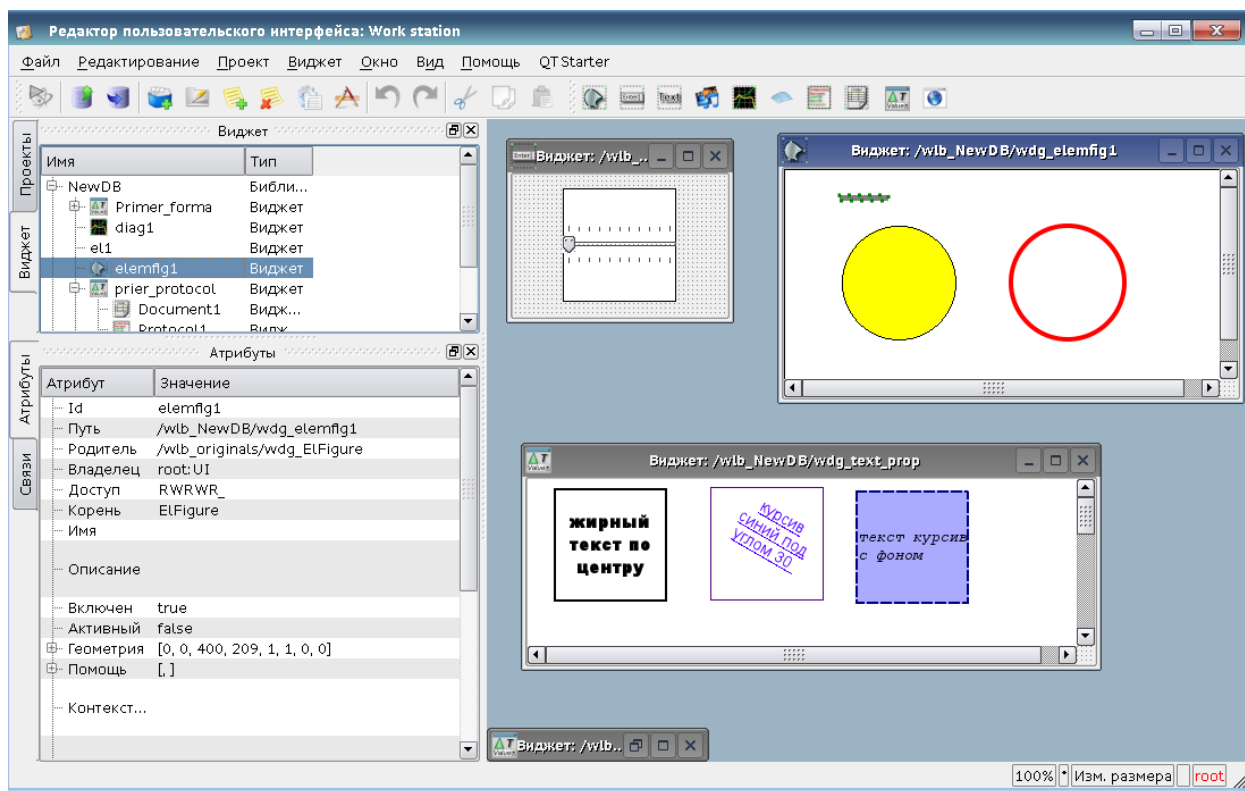 Редактор пользовательского интерфейса: Work station
Файл Редактирование Проект Виджет Окно Вид Помощь QTStarter
Проекты
Виджет
Виджет
Имя Тип
NewDB Библи...
Primer_forma Виджет
diag1 Виджет
el1 Виджет
elemfig1 Виджет
prier_protocol Виджет
Document1 Видж...
Protocol1 Видж
Атрибуты
Связи
Атрибуты
Атрибут Значение
Id elemfig1
Путь /wlb_NewDB/wdg_elemfig1
Родитель /wlb_originals/wdg_ElFigure
Владелец root:UI
Доступ RWRWR_
Корень ElFigure
Имя
Описание
Включен true
Активный false
Геометрия [0, 0, 400, 209, 1, 1, 0, 0]
Помощь [, ]
Контекст...
Виджет: /wlb_..
Виджет: /wlb_NewDB/wdg_elemfig1
Виджет: /wlb_NewDB/wdg_text_prop
жирный
текст по
центру
курсив
синий под
углом 30
текст курсив
с фоном
Виджет: /wlb..
100% * Изм. размера root